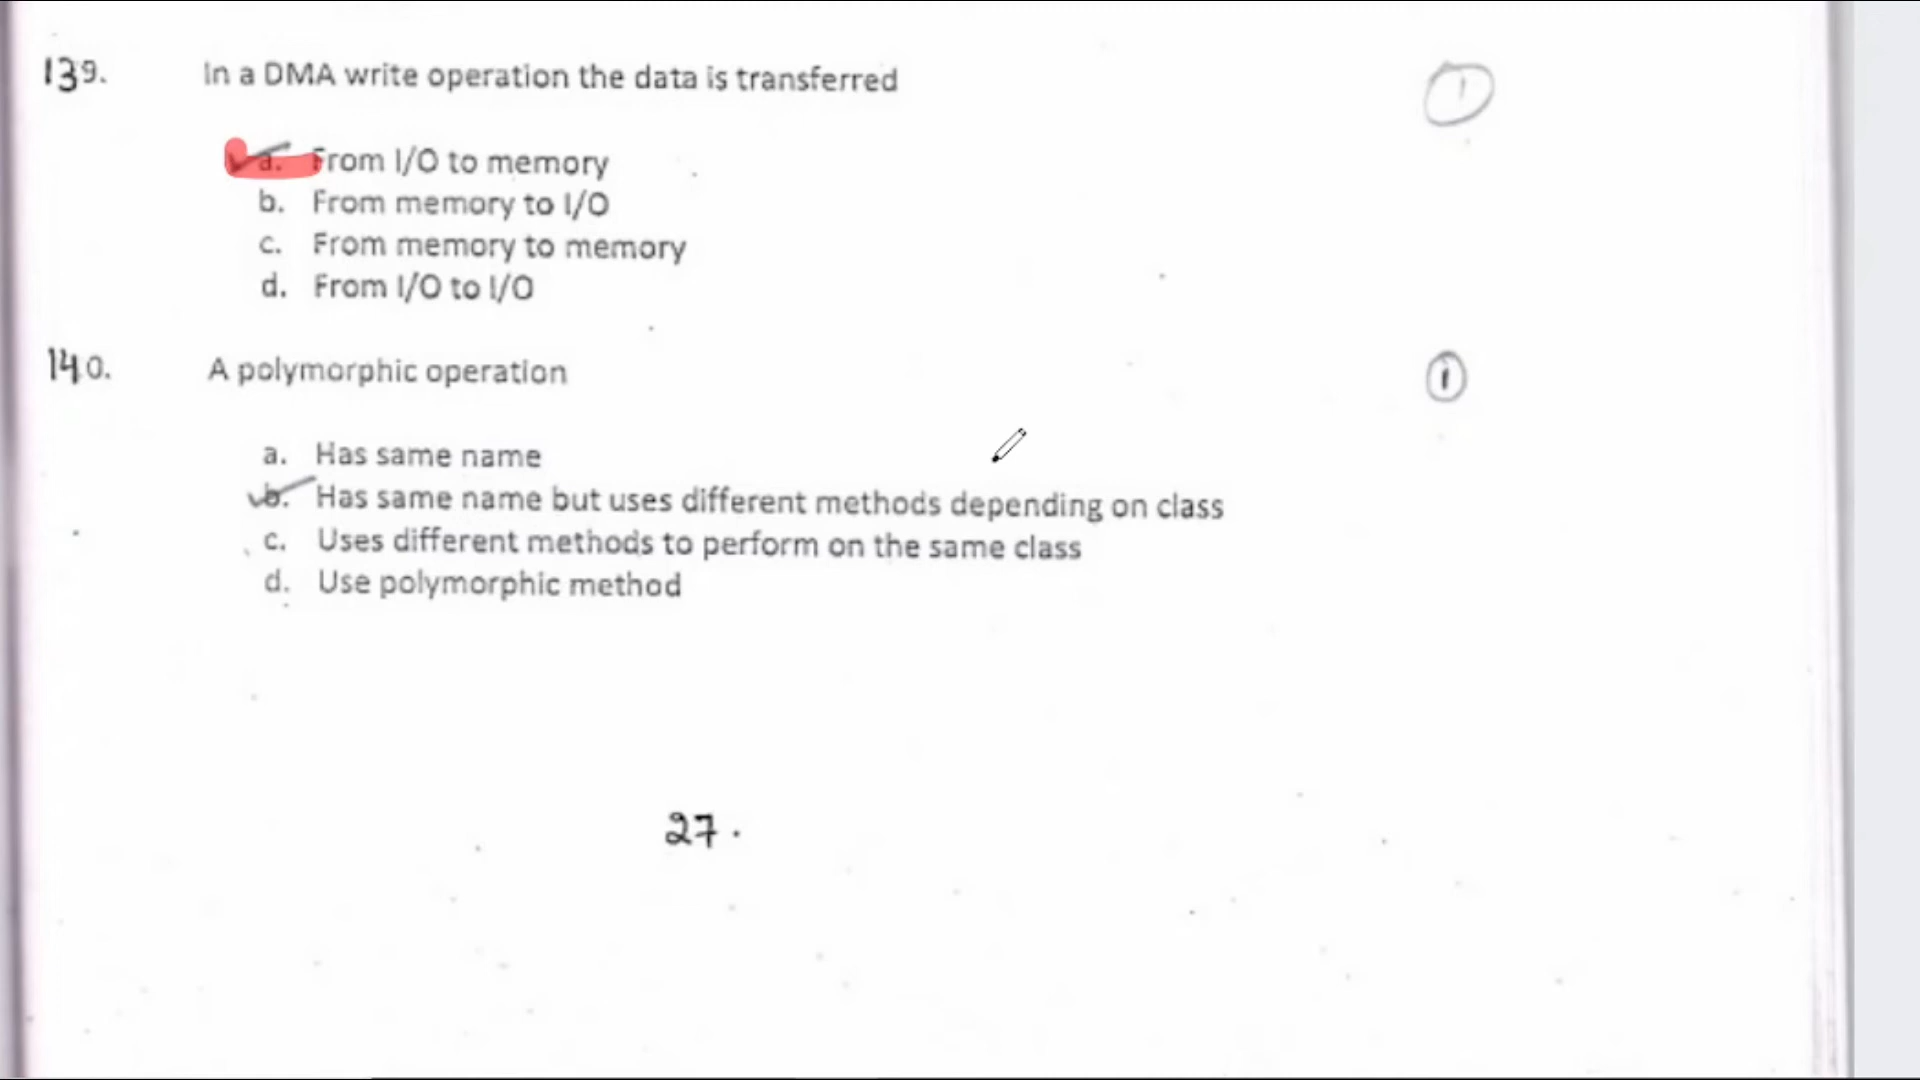 139. In a DMA write operation the data is transferred
1
a. From I/O to memory
b. From memory to I/O
c. From memory to memory
d. From I/O to I/O
140. A polymorphic operation
1
a. Has same name
b. Has same name but uses different methods depending on class
c. Uses different methods to perform on the same class
d. Use polymorphic method
27.